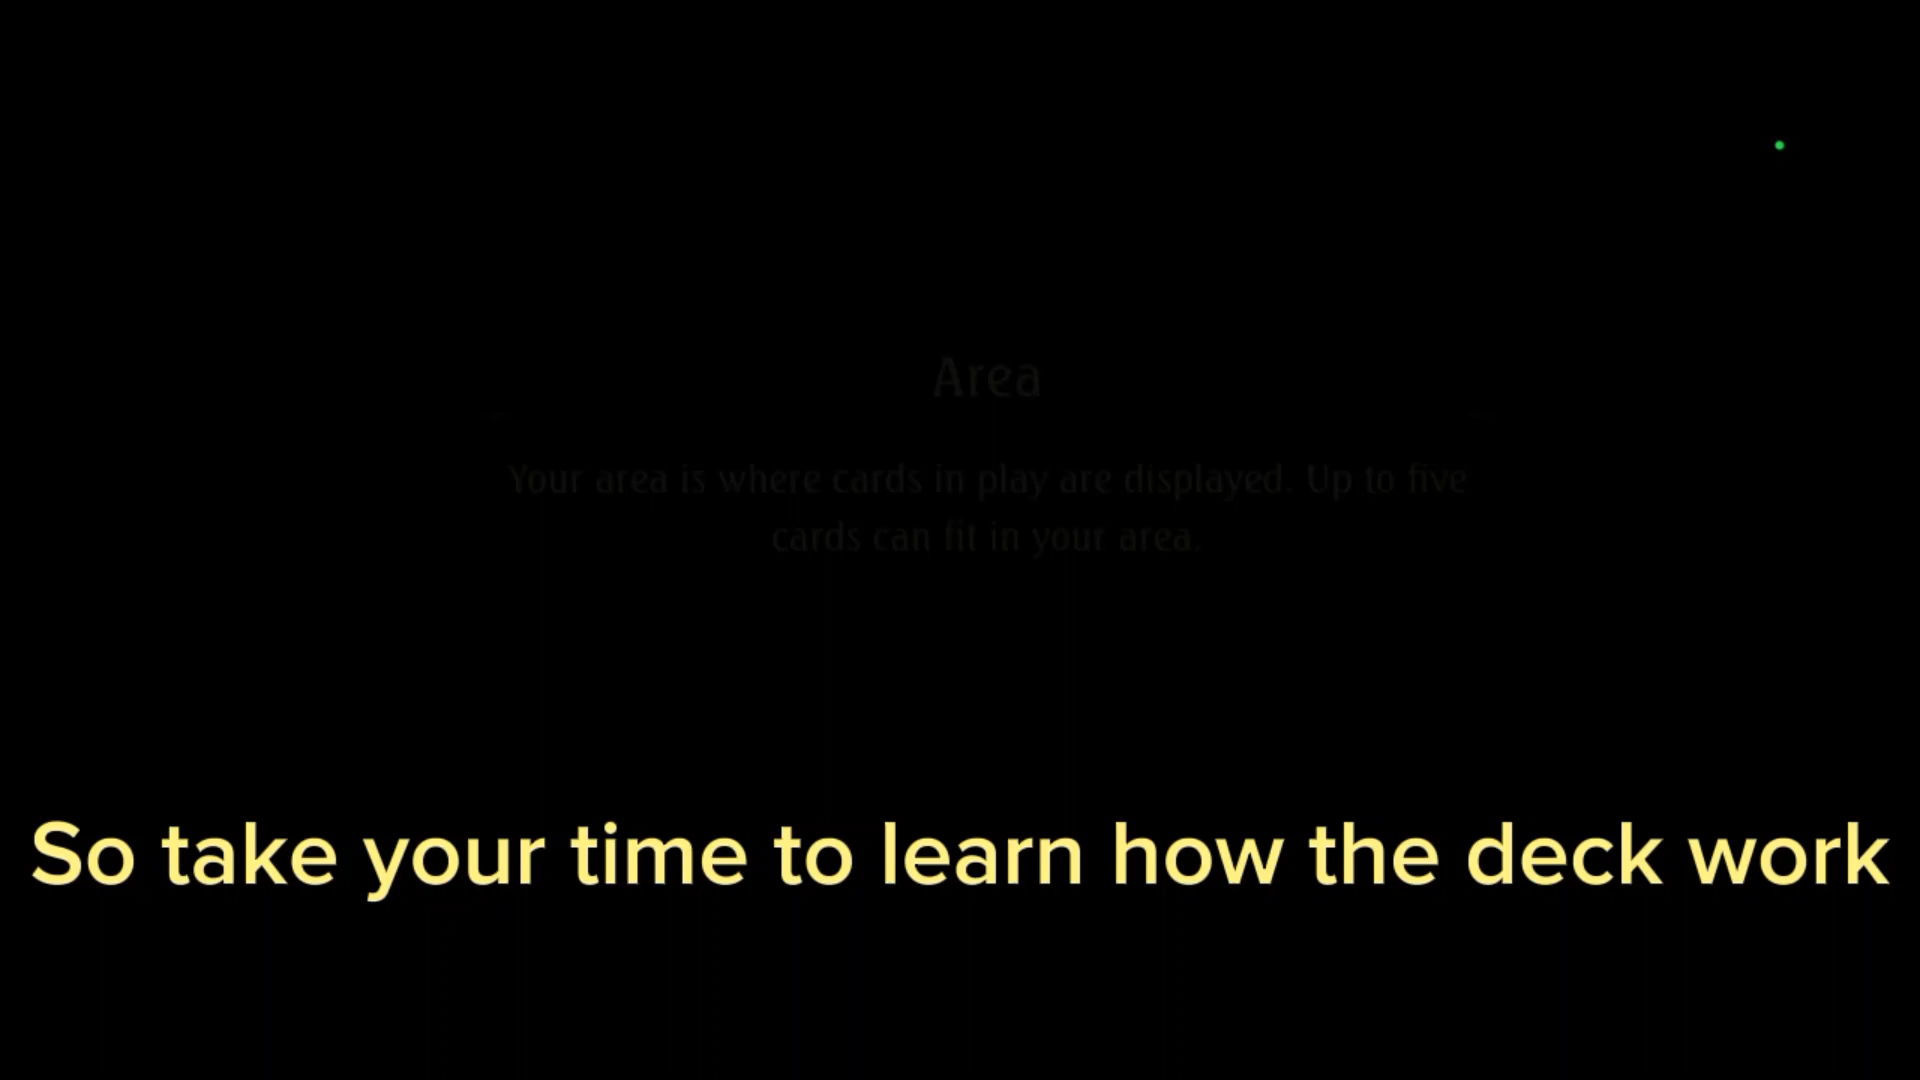 Area
Your area is where cards in play are displayed. Up to five
cards can fit in your area.
So take your time to learn how the deck work